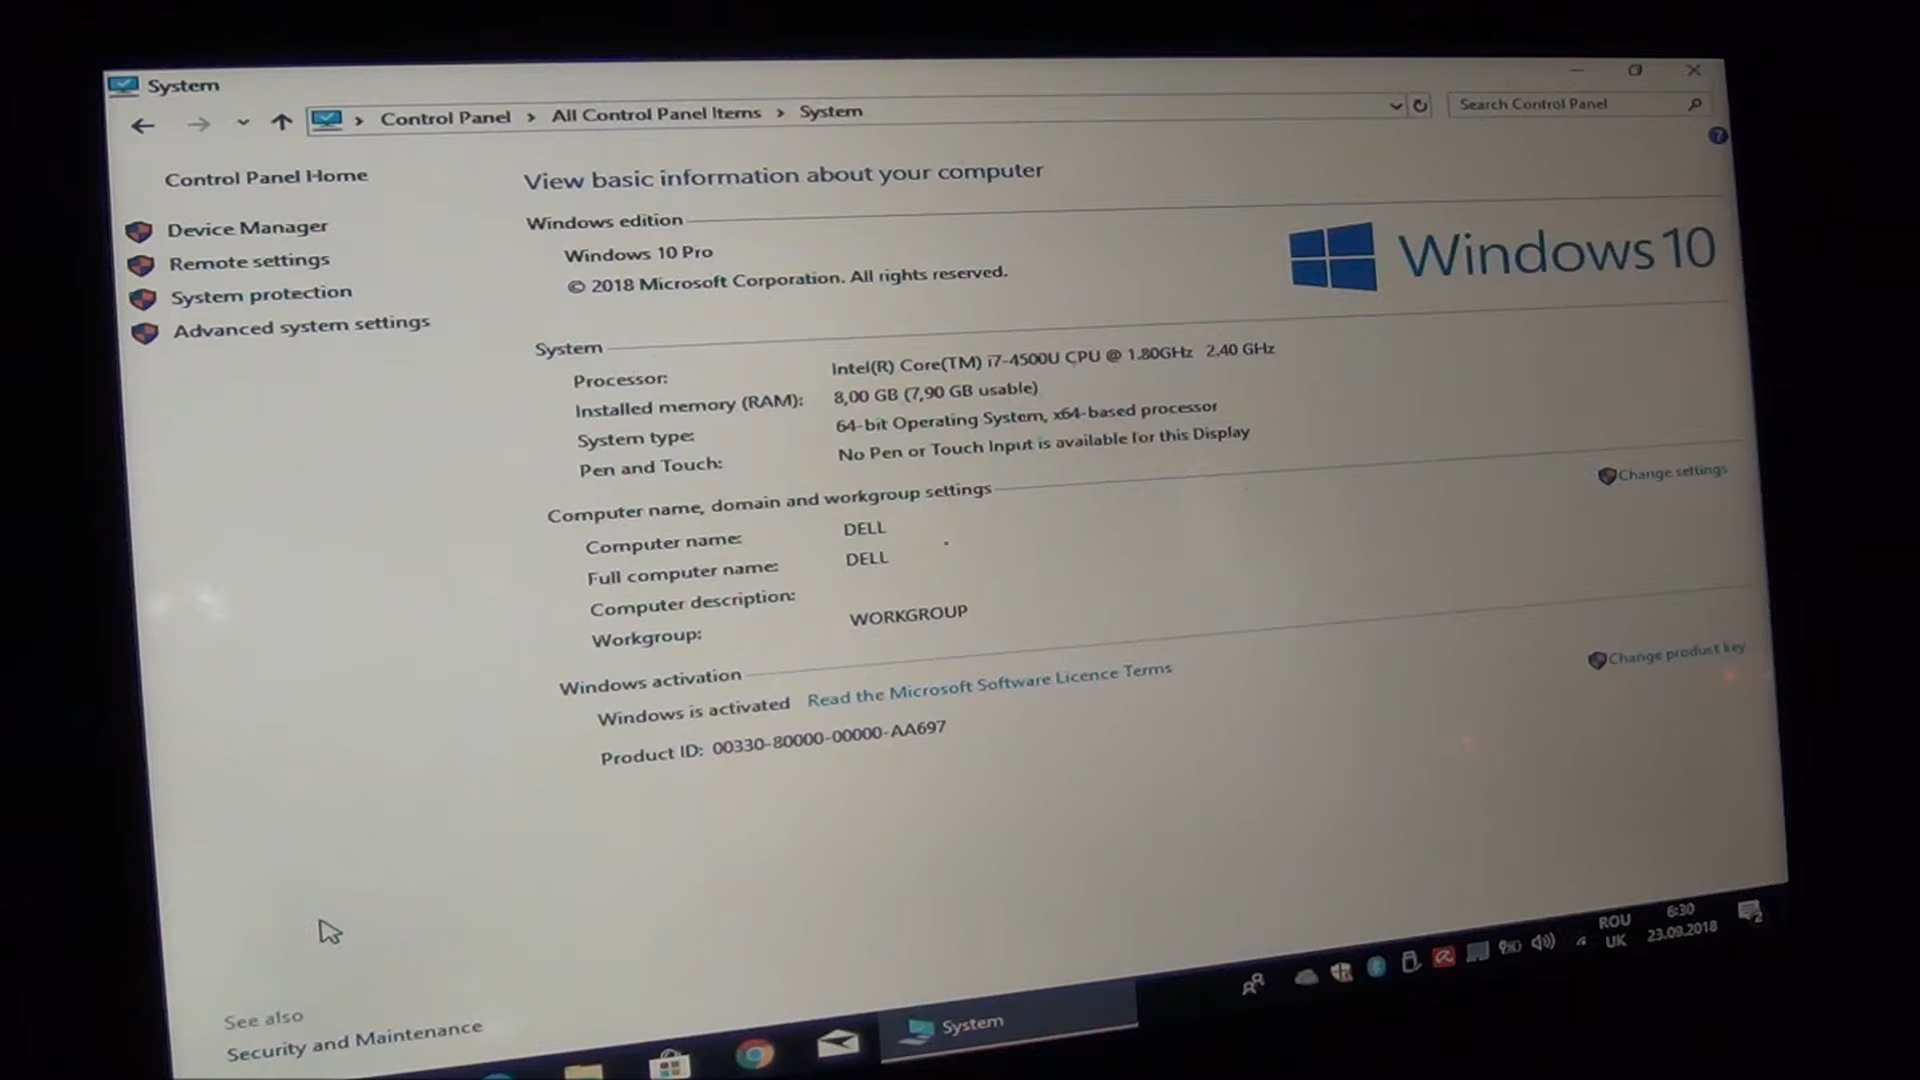 System
Control Panel > All Control Panel Items > System
Search Control Panel
Control Panel Home
Device Manager
Remote settings
System protection
Advanced system settings
View basic information about your computer
Windows edition
Windows 10 Pro
© 2018 Microsoft Corporation. All rights reserved.
Windows 10
System
Processor: Intel(R) Core(TM) i7-4500U CPU @ 1.80GHz 2.40 GHz
Installed memory (RAM): 8,00 GB (7,90 GB usable)
System type: 64-bit Operating System, x64-based processor
Pen and Touch: No Pen or Touch Input is available for this Display
Computer name, domain and workgroup settings
Change settings
Computer name: DELL
Full computer name: DELL
Computer description:
Workgroup: WORKGROUP
Windows activation
Windows is activated Read the Microsoft Software Licence Terms
Product ID: 00330-80000-00000-AA697
Change product key
See also
Security and Maintenance
System
ROU
UK
6:30
23.09.2018
2